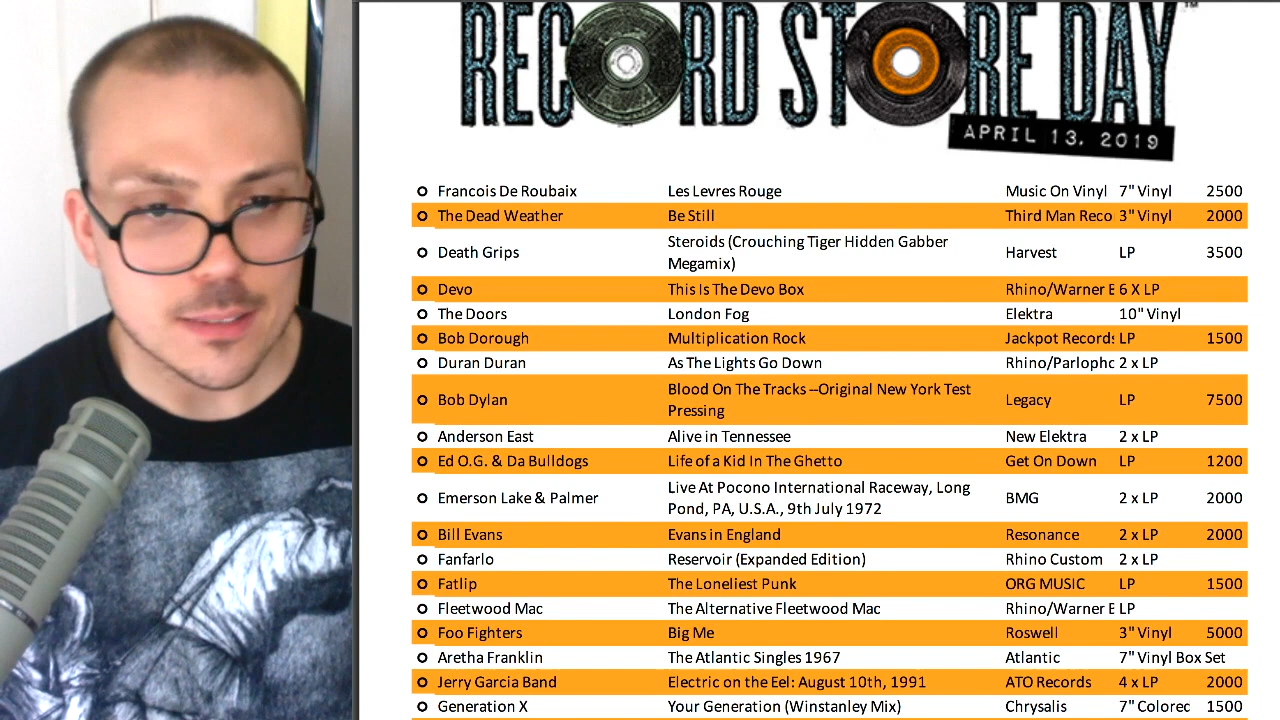 RECORD STORE DAY ™
APRIL 13, 2019
Francois De Roubaix Les Levres Rouge Music On Vinyl 7" Vinyl 2500
The Dead Weather Be Still Third Man Reco 3" Vinyl 2000
Death Grips Steroids (Crouching Tiger Hidden Gabber Harvest LP 3500
Megamix)
Devo This Is The Devo Box Rhino/Warner B 6 X LP
The Doors London Fog Elektra 10" Vinyl
Bob Dorough Multiplication Rock Jackpot Records LP 1500
Duran Duran As The Lights Go Down Rhino/Parlopho 2 x LP
Bob Dylan Blood On The Tracks –Original New York Test Legacy LP 7500
Pressing
Anderson East Alive in Tennessee New Elektra 2 x LP
Ed O.G. & Da Bulldogs Life of a Kid In The Ghetto Get On Down LP 1200
Emerson Lake & Palmer Live At Pocono International Raceway, Long BMG 2 x LP 2000
Pond, PA, U.S.A., 9th July 1972
Bill Evans Evans in England Resonance 2 x LP 2000
Fanfarlo Reservoir (Expanded Edition) Rhino Custom 2 x LP
Fatlip The Loneliest Punk ORG MUSIC LP 1500
Fleetwood Mac The Alternative Fleetwood Mac Rhino/Warner B LP
Foo Fighters Big Me Roswell 3" Vinyl 5000
Aretha Franklin The Atlantic Singles 1967 Atlantic 7" Vinyl Box Set
Jerry Garcia Band Electric on the Eel: August 10th, 1991 ATO Records 4 x LP 2000
Generation X Your Generation (Winstanley Mix) Chrysalis 7" Colorec 1500